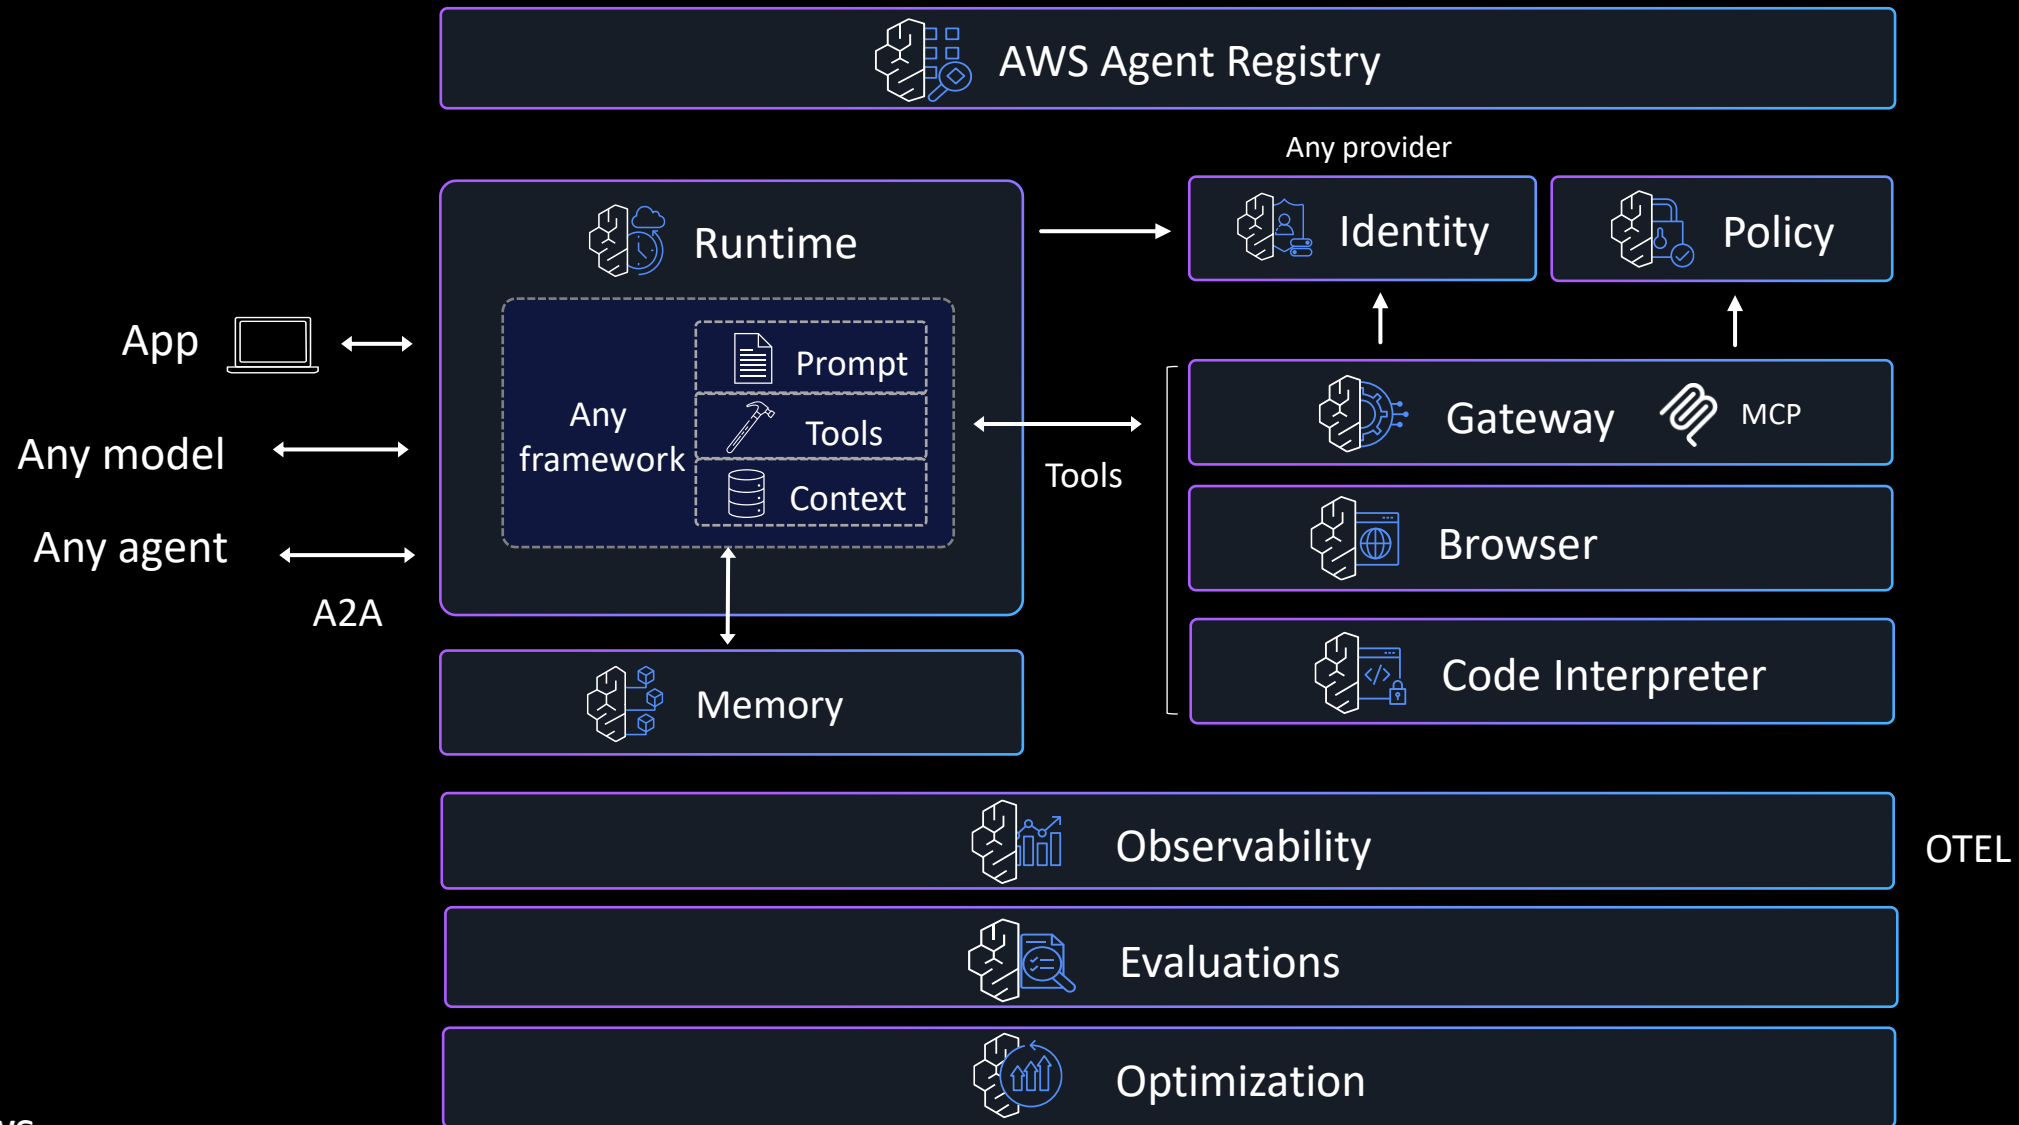 AWS Agent Registry
Any provider
Runtime
Identity
Policy
App
Prompt
Any
framework
Tools
Context
Any model
Any agent
A2A
Tools
Gateway
MCP
Browser
Code Interpreter
Memory
Observability
OTEL
Evaluations
Optimization